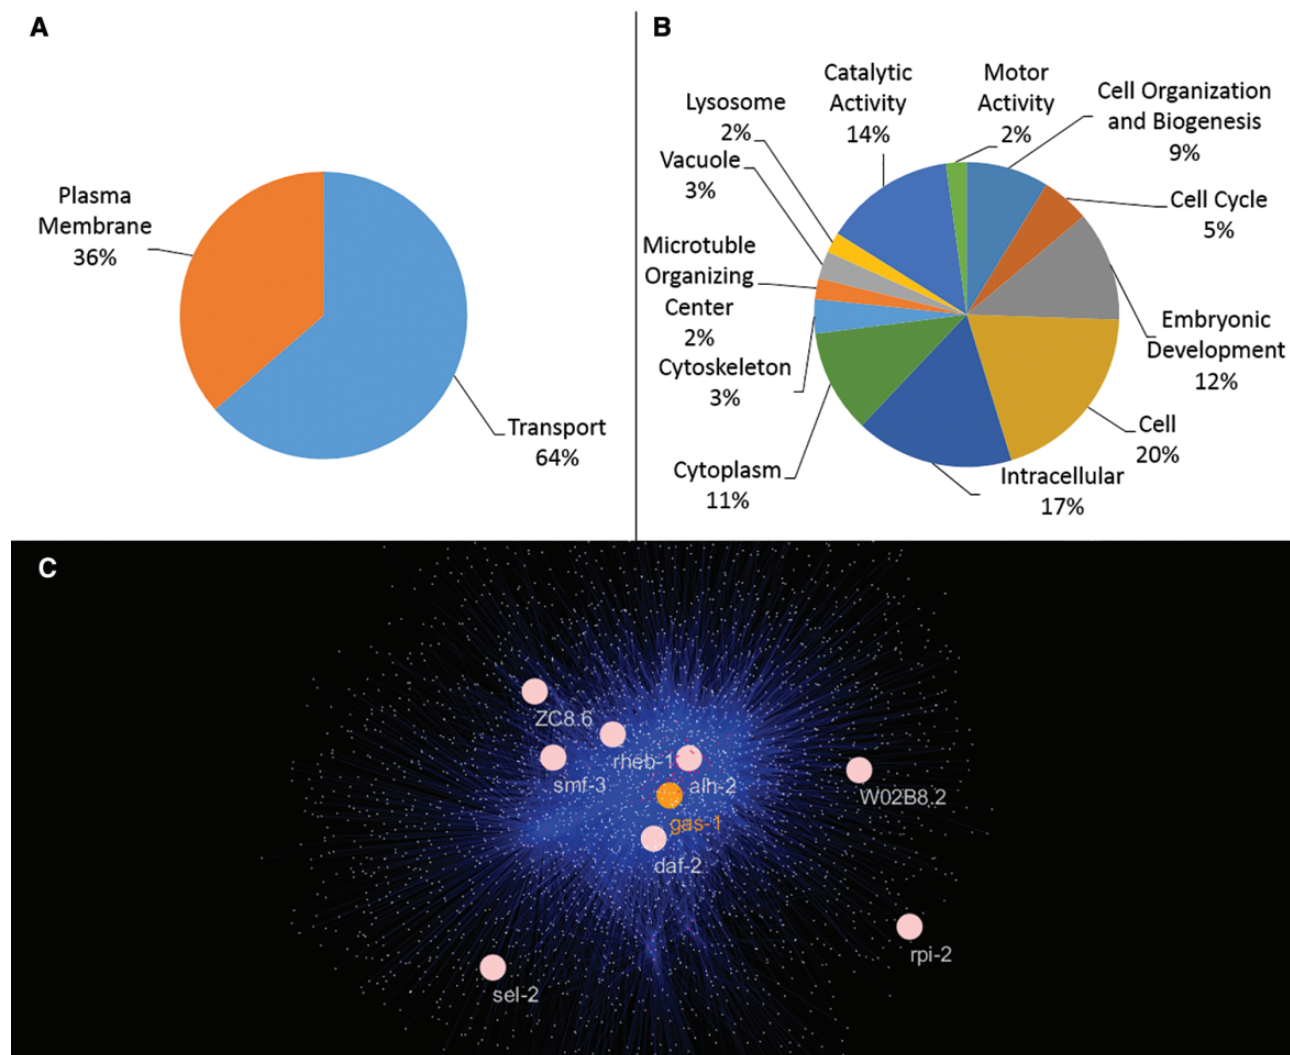 A
Plasma
Membrane
36%
Transport
64%
B
Lysosome
2%
Catalytic
Activity
14%
Motor
Activity
2%
Cell Organization
and Biogenesis
9%
Vacuole
3%
Cell Cycle
5%
Microtuble
Organizing
Center
2%
Embryonic
Development
12%
Cytoskeleton
3%
Cell
20%
Cytoplasm
11%
Intracellular
17%
C
ZC8.6
rheb-1
smf-3
alh-2
W02B8.2
gas-1
daf-2
rpi-2
sel-2